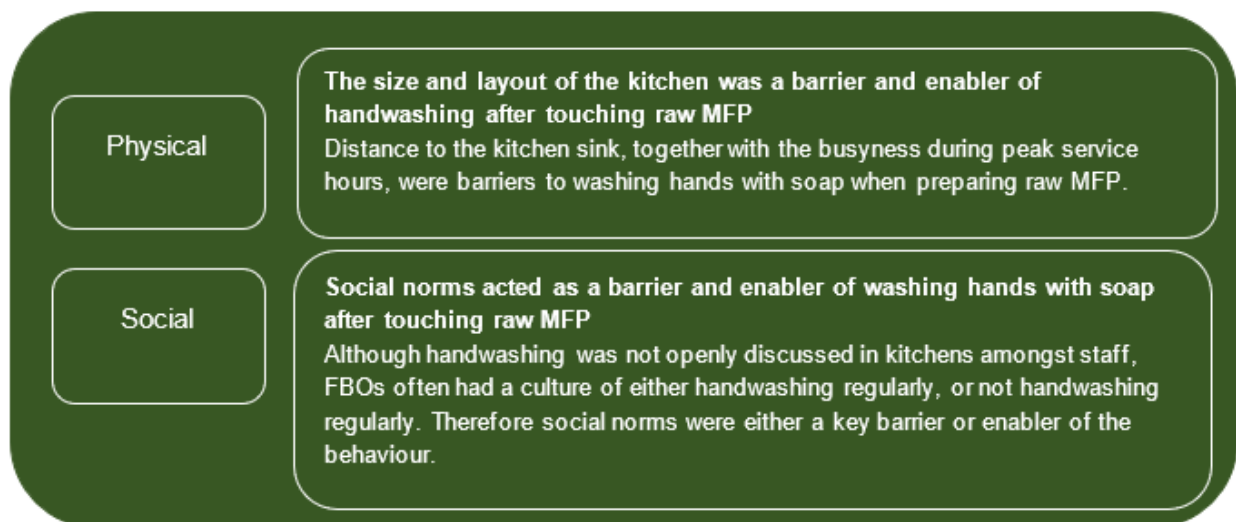 Physical
The size and layout of the kitchen was a barrier and enabler of
handwashing after touching raw MFP
Distance to the kitchen sink, together with the busyness during peak service
hours, were barriers to washing hands with soap when preparing raw MFP.
Social
Social norms acted as a barrier and enabler of washing hands with soap
after touching raw MFP
Although handwashing was not openly discussed in kitchens amongst staff,
FBOs often had a culture of either handwashing regularly, or not handwashing
regularly. Therefore social norms were either a key barrier or enabler of the
behaviour.